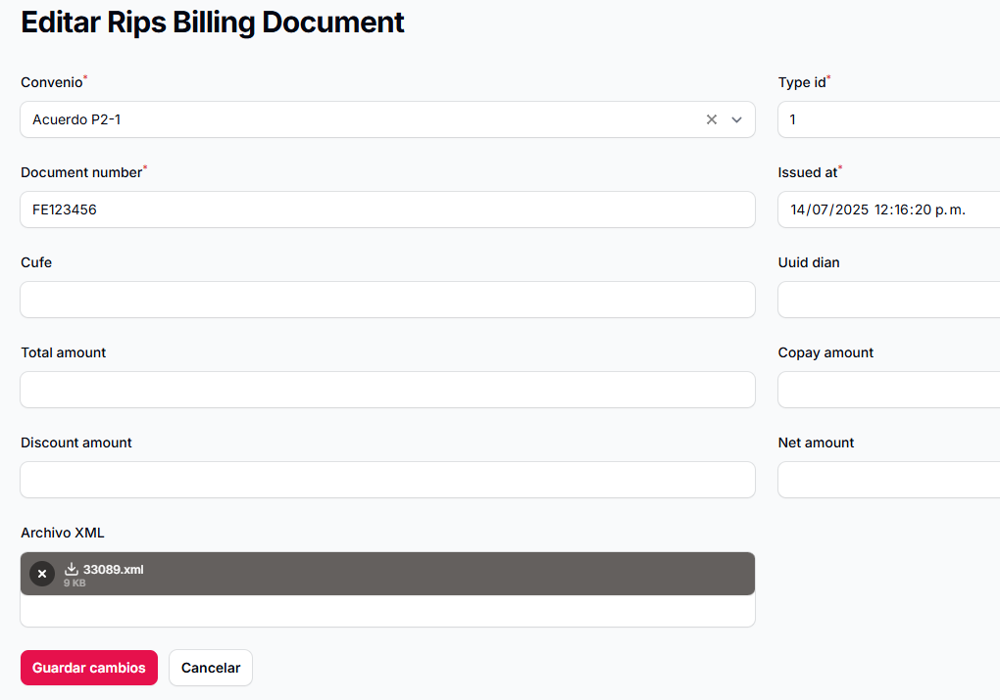 Editar Rips Billing Document
Convenio*
Type id*
Acuerdo P2-1
1
Document number*
Issued at*
FE123456
14/07/2025 12:16:20 p. m.
Cufe
Uuid dian
Total amount
Copay amount
Discount amount
Net amount
Archivo XML
33089.xml
9 KB
Guardar cambios
Cancelar